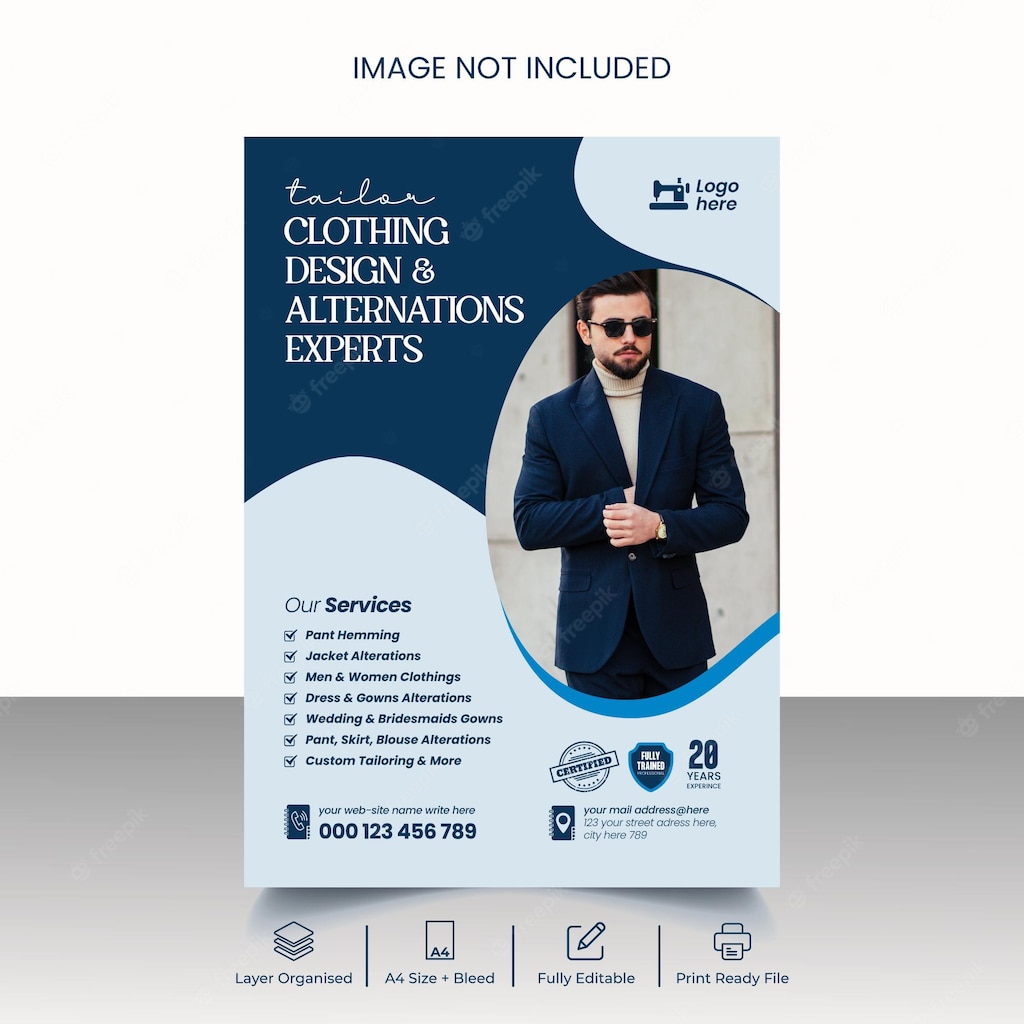 IMAGE NOT INCLUDED
tailor
CLOTHING
DESIGN &
ALTERNATIONS
EXPERTS
Logo
here
Our Services
Pant Hemming
Jacket Alterations
Men & Women Clothings
Dress & Gowns Alterations
Wedding & Bridesmaids Gowns
Pant, Skirt, Blouse Alterations
Custom Tailoring & More
CERTIFIED
FULLY
TRAINED
PROFESSIONAL
20
YEARS
EXPERINCE
your web-site name write here
000 123 456 789
your mail address@here
123 your street adress here,
city here 789
Layer Organised
A4
A4 Size + Bleed
Fully Editable
Print Ready File
freepik